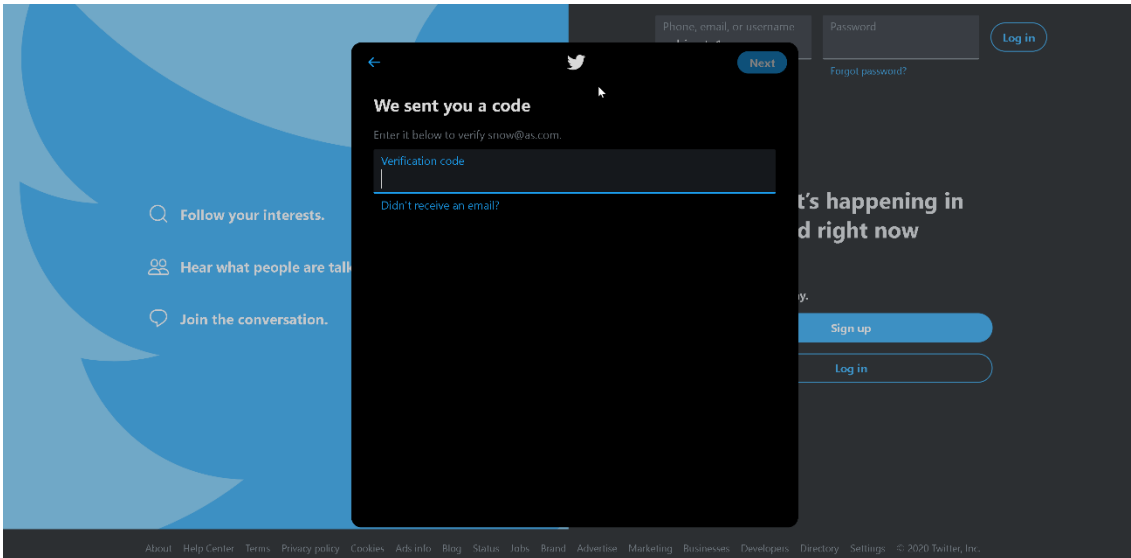 Phone, email, or username
Password
Log in
Forgot password?
Next
We sent you a code
Enter it below to verify snow@as.com.
Verification code
Didn't receive an email?
Follow your interests.
Hear what people are talk
Join the conversation.
t's happening in
d right now
y.
Sign up
Log in
About Help Center Terms Privacy policy Cookies Ads info Blog Status Jobs Brand Advertise Marketing Businesses Developers Directory Settings © 2020 Twitter, Inc.